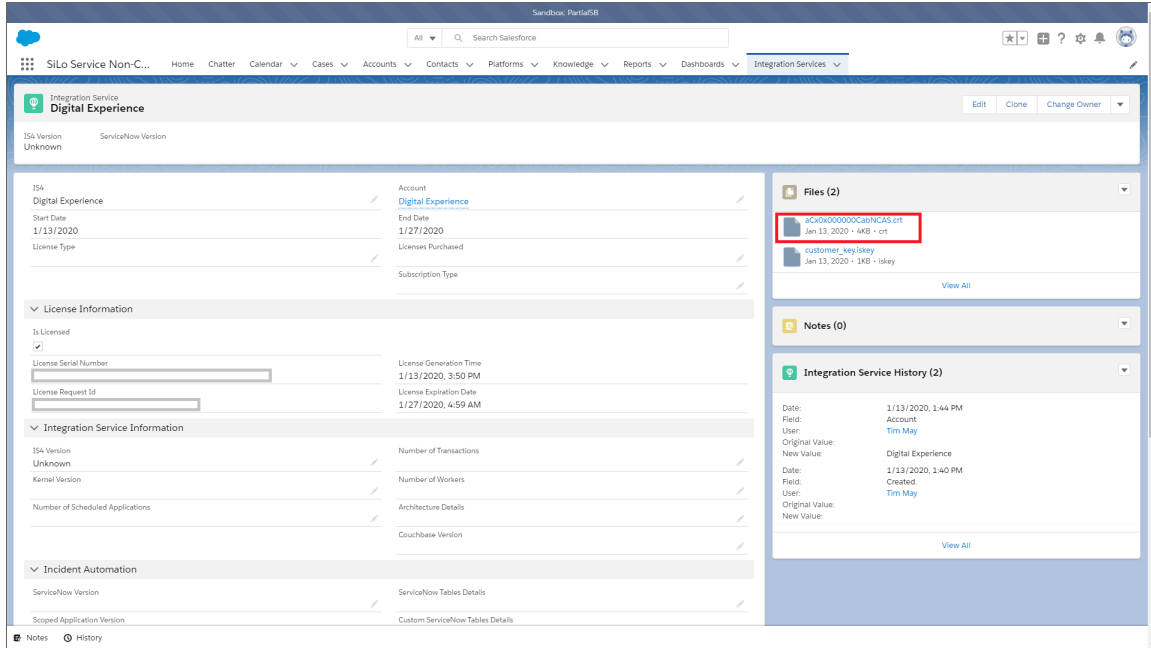 Sandbox: PartialSB
All Search Salesforce
SiLo Service Non-C... Home Chatter Calendar Cases Accounts Contacts Platforms Knowledge Reports Dashboards Integration Services
Integration Service
Digital Experience
Edit Clone Change Owner
IS4 Version ServiceNow Version
Unknown
IS4 Account
Digital Experience Digital Experience
Start Date End Date
1/13/2020 1/27/2020
License Type Licenses Purchased
Subscription Type
License Information
Is Licensed
License Serial Number License Generation Time
1/13/2020, 3:50 PM
License Request Id License Expiration Date
1/27/2020, 4:59 AM
Integration Service Information
IS4 Version Number of Transactions
Unknown
Kernel Version Number of Workers
Number of Scheduled Applications Architecture Details
Couchbase Version
Incident Automation
ServiceNow Version ServiceNow Tables Details
Scoped Application Version Custom ServiceNow Tables Details
Files (2)
aCx0x000000CabNCAS.crt
Jan 13, 2020 • 4KB • crt
customer_key.iskey
Jan 13, 2020 • 1KB • iskey
View All
Notes (0)
Integration Service History (2)
Date: 1/13/2020, 1:44 PM
Field: Account
User: Tim May
Original Value:
New Value: Digital Experience
Date: 1/13/2020, 1:40 PM
Field: Created.
User: Tim May
Original Value:
New Value:
View All
Notes History